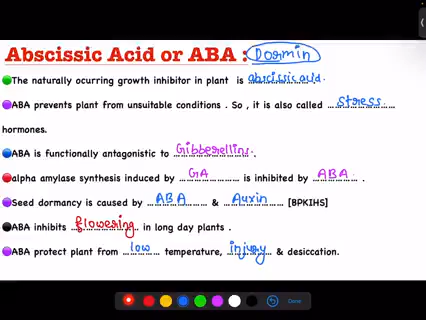 Abscissic Acid or ABA : Dormin
The naturally ocurring growth inhibitor in plant is abscissic acid.
ABA prevents plant from unsuitable conditions . So , it is also called stress
hormones.
ABA is functionally antagonistic to Gibberellins.
alpha amylase synthesis induced by GA is inhibited by ABA .
Seed dormancy is caused by ABA & Auxin [BPKIHS]
ABA inhibits flowering in long day plants .
ABA protect plant from low temperature, injury & desiccation.
Done